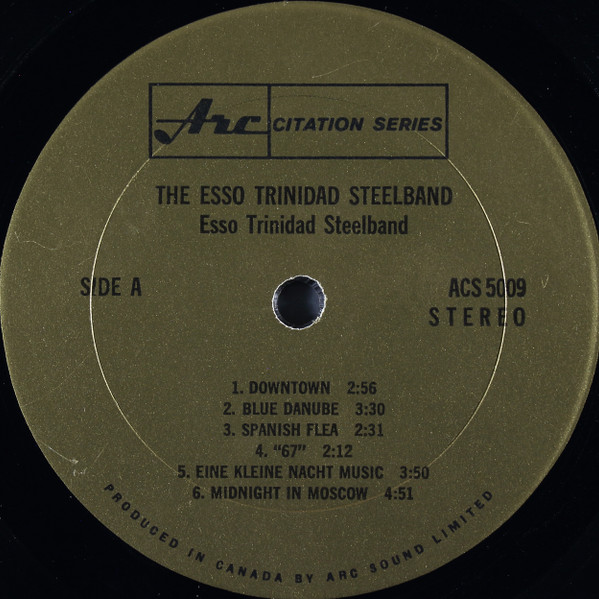 Arc CITATION SERIES
THE ESSO TRINIDAD STEELBAND
Esso Trinidad Steelband
SIDE A
ACS 5009
STEREO
1. DOWNTOWN 2:56
2. BLUE DANUBE 3:30
3. SPANISH FLEA 2:31
4. "67" 2:12
5. EINE KLEINE NACHT MUSIC 3:50
6. MIDNIGHT IN MOSCOW 4:51
PRODUCED IN CANADA BY ARC SOUND LIMITED